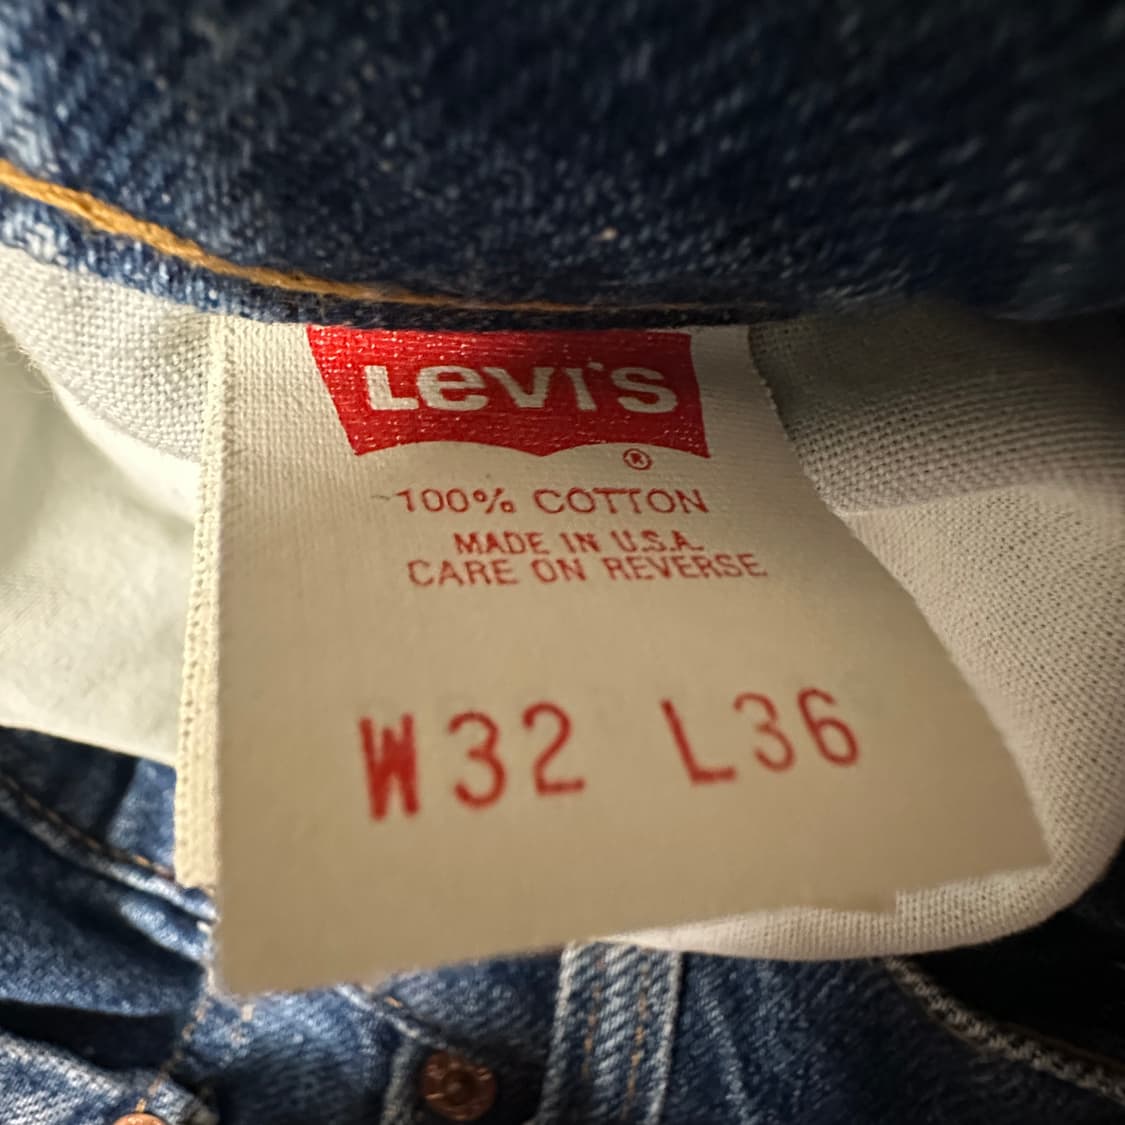 LEVI'S
®
100% COTTON
MADE IN U.S.A.
CARE ON REVERSE
W32 L36